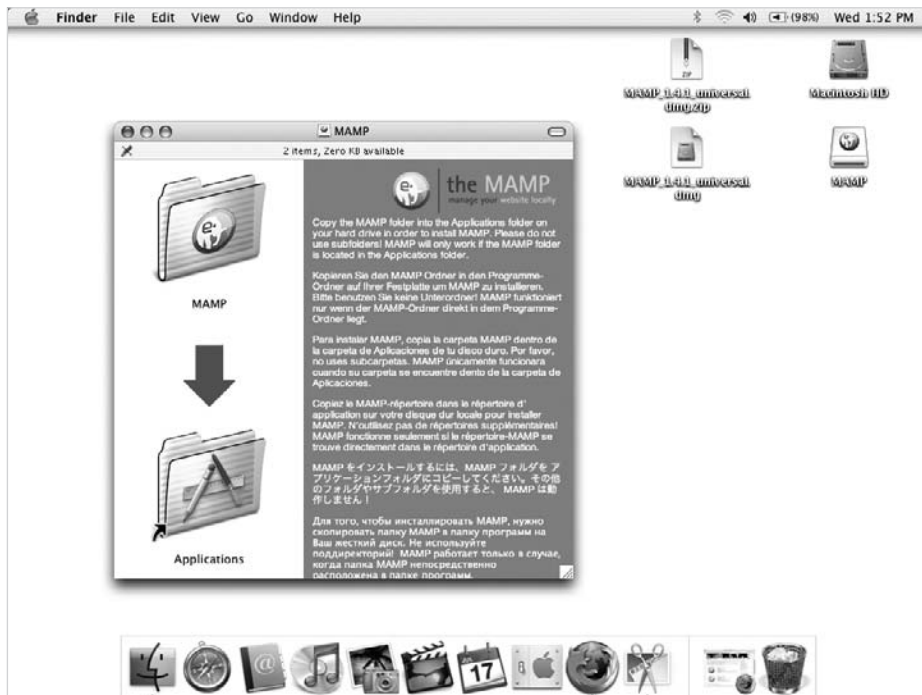 Finder File Edit View Go Window Help (98%) Wed 1:52 PM
ZIP
MAMP_1.4.1_universal.
dmg.zip
Macintosh HD
MAMP_1.4.1_universal.
dmg
MAMP
MAMP
2 items, Zero KB available
MAMP
Applications
e.
the MAMP
manage your website locally
Copy the MAMP folder into the Applications folder on
your hard drive in order to install MAMP. Please do not
use subfolders! MAMP will only work if the MAMP folder
is located in the Applications folder.
Kopieren Sie den MAMP Ordner in den Programme-
Ordner auf Ihrer Festplatte um MAMP zu installieren.
Bitte benutzen Sie keine Unterordner! MAMP funktioniert
nur wenn der MAMP-Ordner direkt in dem Programme-
Ordner liegt.
Para instalar MAMP, copia la carpeta MAMP dentro de
la carpeta de Aplicaciones de tu disco duro. Por favor,
no uses subcarpetas. MAMP únicamente funcionara
cuando su carpeta se encuentre dento de la carpeta de
Aplicaciones.
Copiez le MAMP-répertoire dans le répertoire d'
application sur votre disque dur locale pour installer
MAMP. N'outilisez pas de répertoires supplémentaires!
MAMP fonctionne seulement si le répertoire-MAMP se
trouve directement dans le répertoire d'application.
MAMP をインストールするには、MAMP フォルダを ア
プリケーションフォルダにコピーしてください。その他
のフォルダやサブフォルダを使用すると、 MAMP は動
作しません！
Для того, чтобы инсталлировать MAMP, нужно
скопировать папку MAMP в папку программ на
Ваш жесткий диск. Не используйте
поддиректорий! MAMP работает только в случае,
когда папка MAMP непосредственно
расположена в папке программ.
17